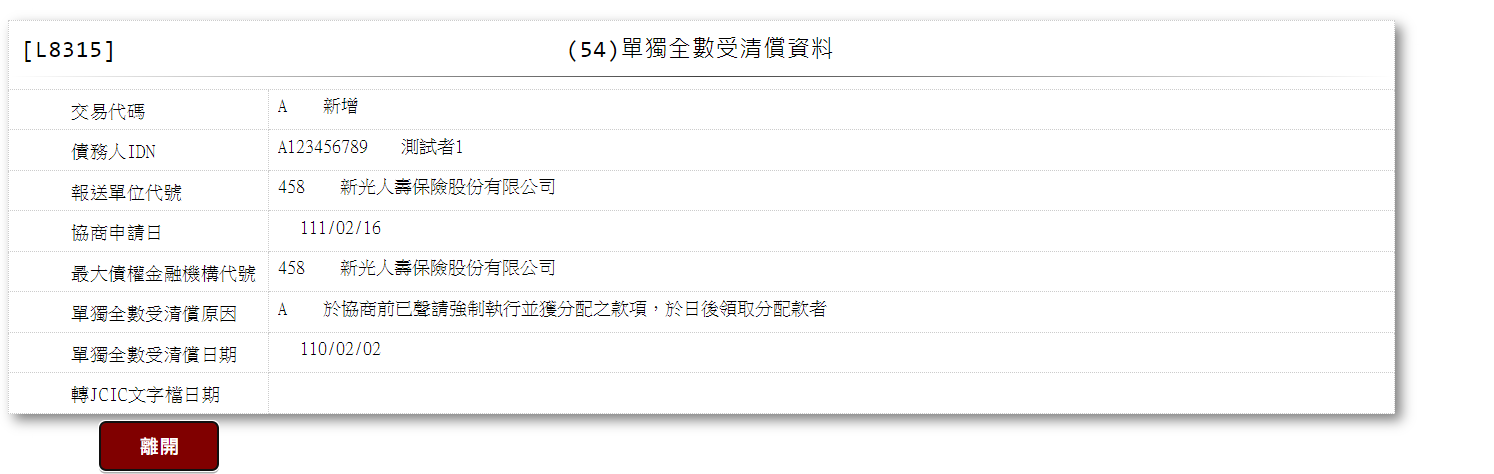 [L8315] (54)單獨全數受清償資料
交易代碼 A 新增
債務人IDN A123456789 測試者1
報送單位代號 458 新光人壽保險股份有限公司
協商申請日 111/02/16
最大債權金融機構代號 458 新光人壽保險股份有限公司
單獨全數受清償原因 A 於協商前已聲請強制執行並獲分配之款項，於日後領取分配款者
單獨全數受清償日期 110/02/02
轉JCIC文字檔日期
離開